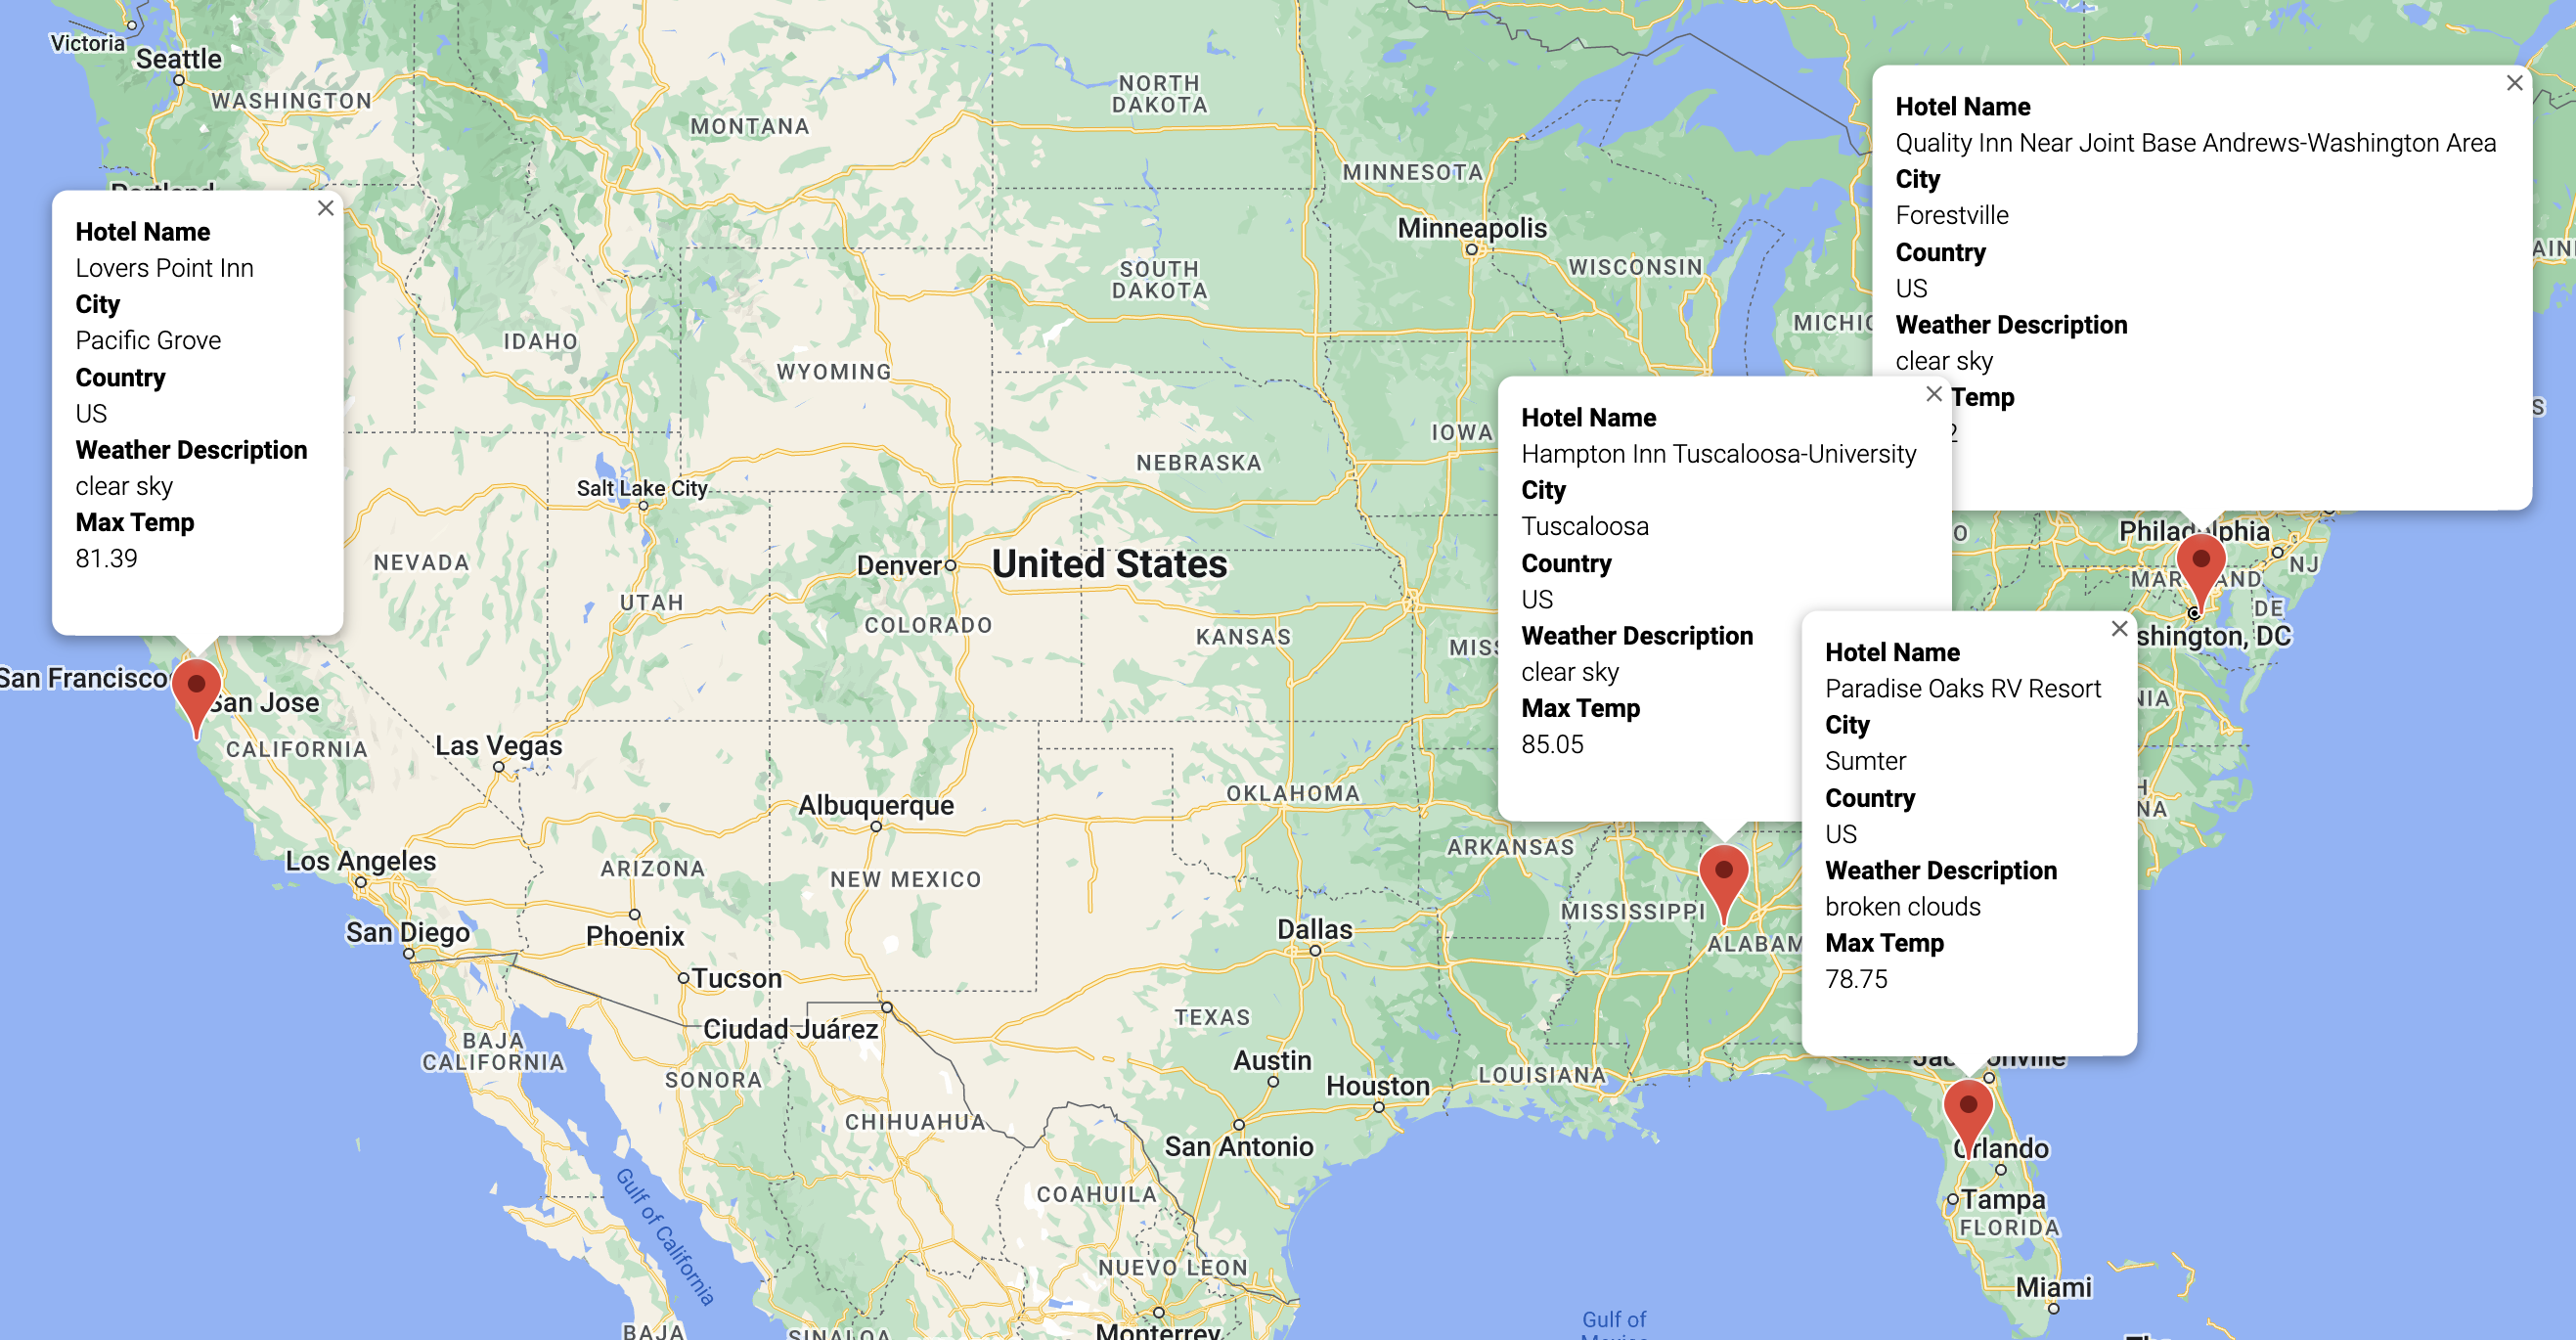 Victoria
Seattle
WASHINGTON
MONTANA
NORTH
DAKOTA
MINNESOTA
Minneapolis
WISCONSIN
SOUTH
DAKOTA
IDAHO
WYOMING
IOWA
NEBRASKA
Salt Lake City
NEVADA
UTAH
Denver
COLORADO
United States
KANSAS
San Francisco
San Jose
CALIFORNIA
Las Vegas
Albuquerque
OKLAHOMA
ARKANSAS
Los Angeles
ARIZONA
NEW MEXICO
MISSISSIPPI
San Diego
Phoenix
Dallas
Tucson
Ciudad Juárez
TEXAS
BAJA
CALIFORNIA
SONORA
Austin
Houston
LOUISIANA
CHIHUAHUA
San Antonio
Orlando
Tampa
FLORIDA
COAHUILA
Gulf of California
NUEVO LEON
Miami
Gulf of
BAJA
Monterrey
Philadelphia
NJ
DE
Hotel Name
Lovers Point Inn
City
Pacific Grove
Country
US
Weather Description
clear sky
Max Temp
81.39
Hotel Name
Quality Inn Near Joint Base Andrews-Washington Area
City
Forestville
Country
US
Weather Description
clear sky
Temp
Hotel Name
Hampton Inn Tuscaloosa-University
City
Tuscaloosa
Country
US
Weather Description
clear sky
Max Temp
85.05
Hotel Name
Paradise Oaks RV Resort
City
Sumter
Country
US
Weather Description
broken clouds
Max Temp
78.75